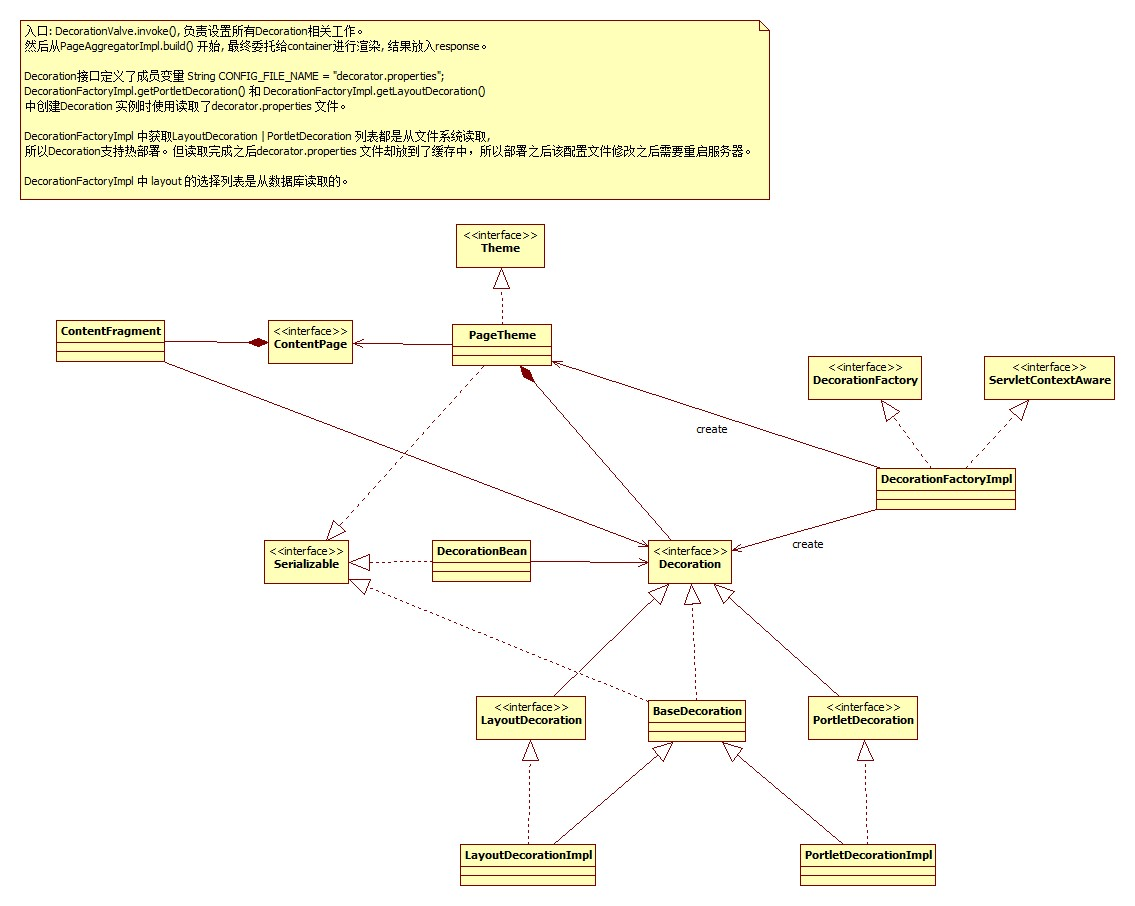 入口: DecorationValve.invoke(), 负责设置所有Decoration相关工作。
然后从PageAggregatorImpl.build() 开始, 最终委托给container进行渲染, 结果放入response。
Decoration接口定义了成员变量 String CONFIG_FILE_NAME = "decorator.properties";
DecorationFactoryImpl.getPortletDecoration() 和 DecorationFactoryImpl.getLayoutDecoration()
中创建Decoration 实例时使用读取了decorator.properties 文件。
DecorationFactoryImpl 中获取LayoutDecoration | PortletDecoration 列表都是从文件系统读取,
所以Decoration支持热部署。但读取完成之后decorator.properties 文件却放到了缓存中，所以部署之后该配置文件修改之后需要重启服务器。
DecorationFactoryImpl 中 layout 的选择列表是从数据库读取的。
<<interface>>
Theme
ContentFragment
<<interface>>
ContentPage
PageTheme
<<interface>>
DecorationFactory
<<interface>>
ServletContextAware
create
DecorationFactoryImpl
create
<<interface>>
Serializable
DecorationBean
<<interface>>
Decoration
<<interface>>
LayoutDecoration
BaseDecoration
<<interface>>
PortletDecoration
LayoutDecorationImpl
PortletDecorationImpl